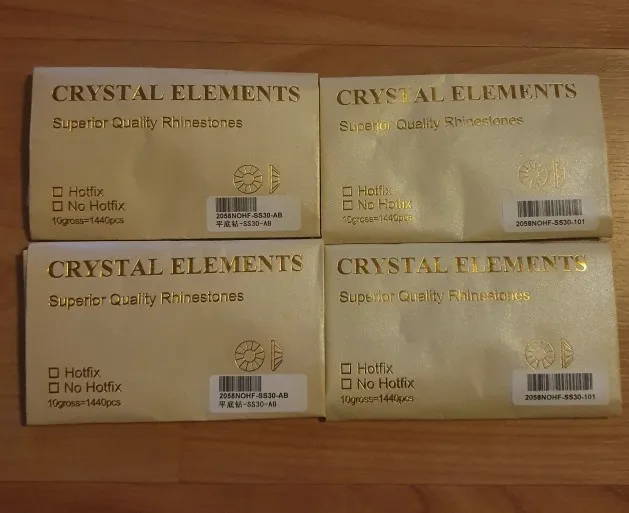 CRYSTAL ELEMENTS
Superior Quality Rhinestones
☐ Hotfix
☐ No Hotfix
10gross=1440pcs
2058NOHF-SS30-AB
平底钻-SS30-AB
CRYSTAL ELEMENTS
Superior Quality Rhinestones
☐ Hotfix
☐ No Hotfix
10gross=1440pcs
2058NOHF-SS30-101
CRYSTAL ELEMENTS
Superior Quality Rhinestones
☐ Hotfix
☐ No Hotfix
10gross=1440pcs
2058NOHF-SS30-AB
平底钻-SS30-AB
CRYSTAL ELEMENTS
Superior Quality Rhinestones
☐ Hotfix
☐ No Hotfix
10gross=1440pcs
2058NOHF-SS30-101